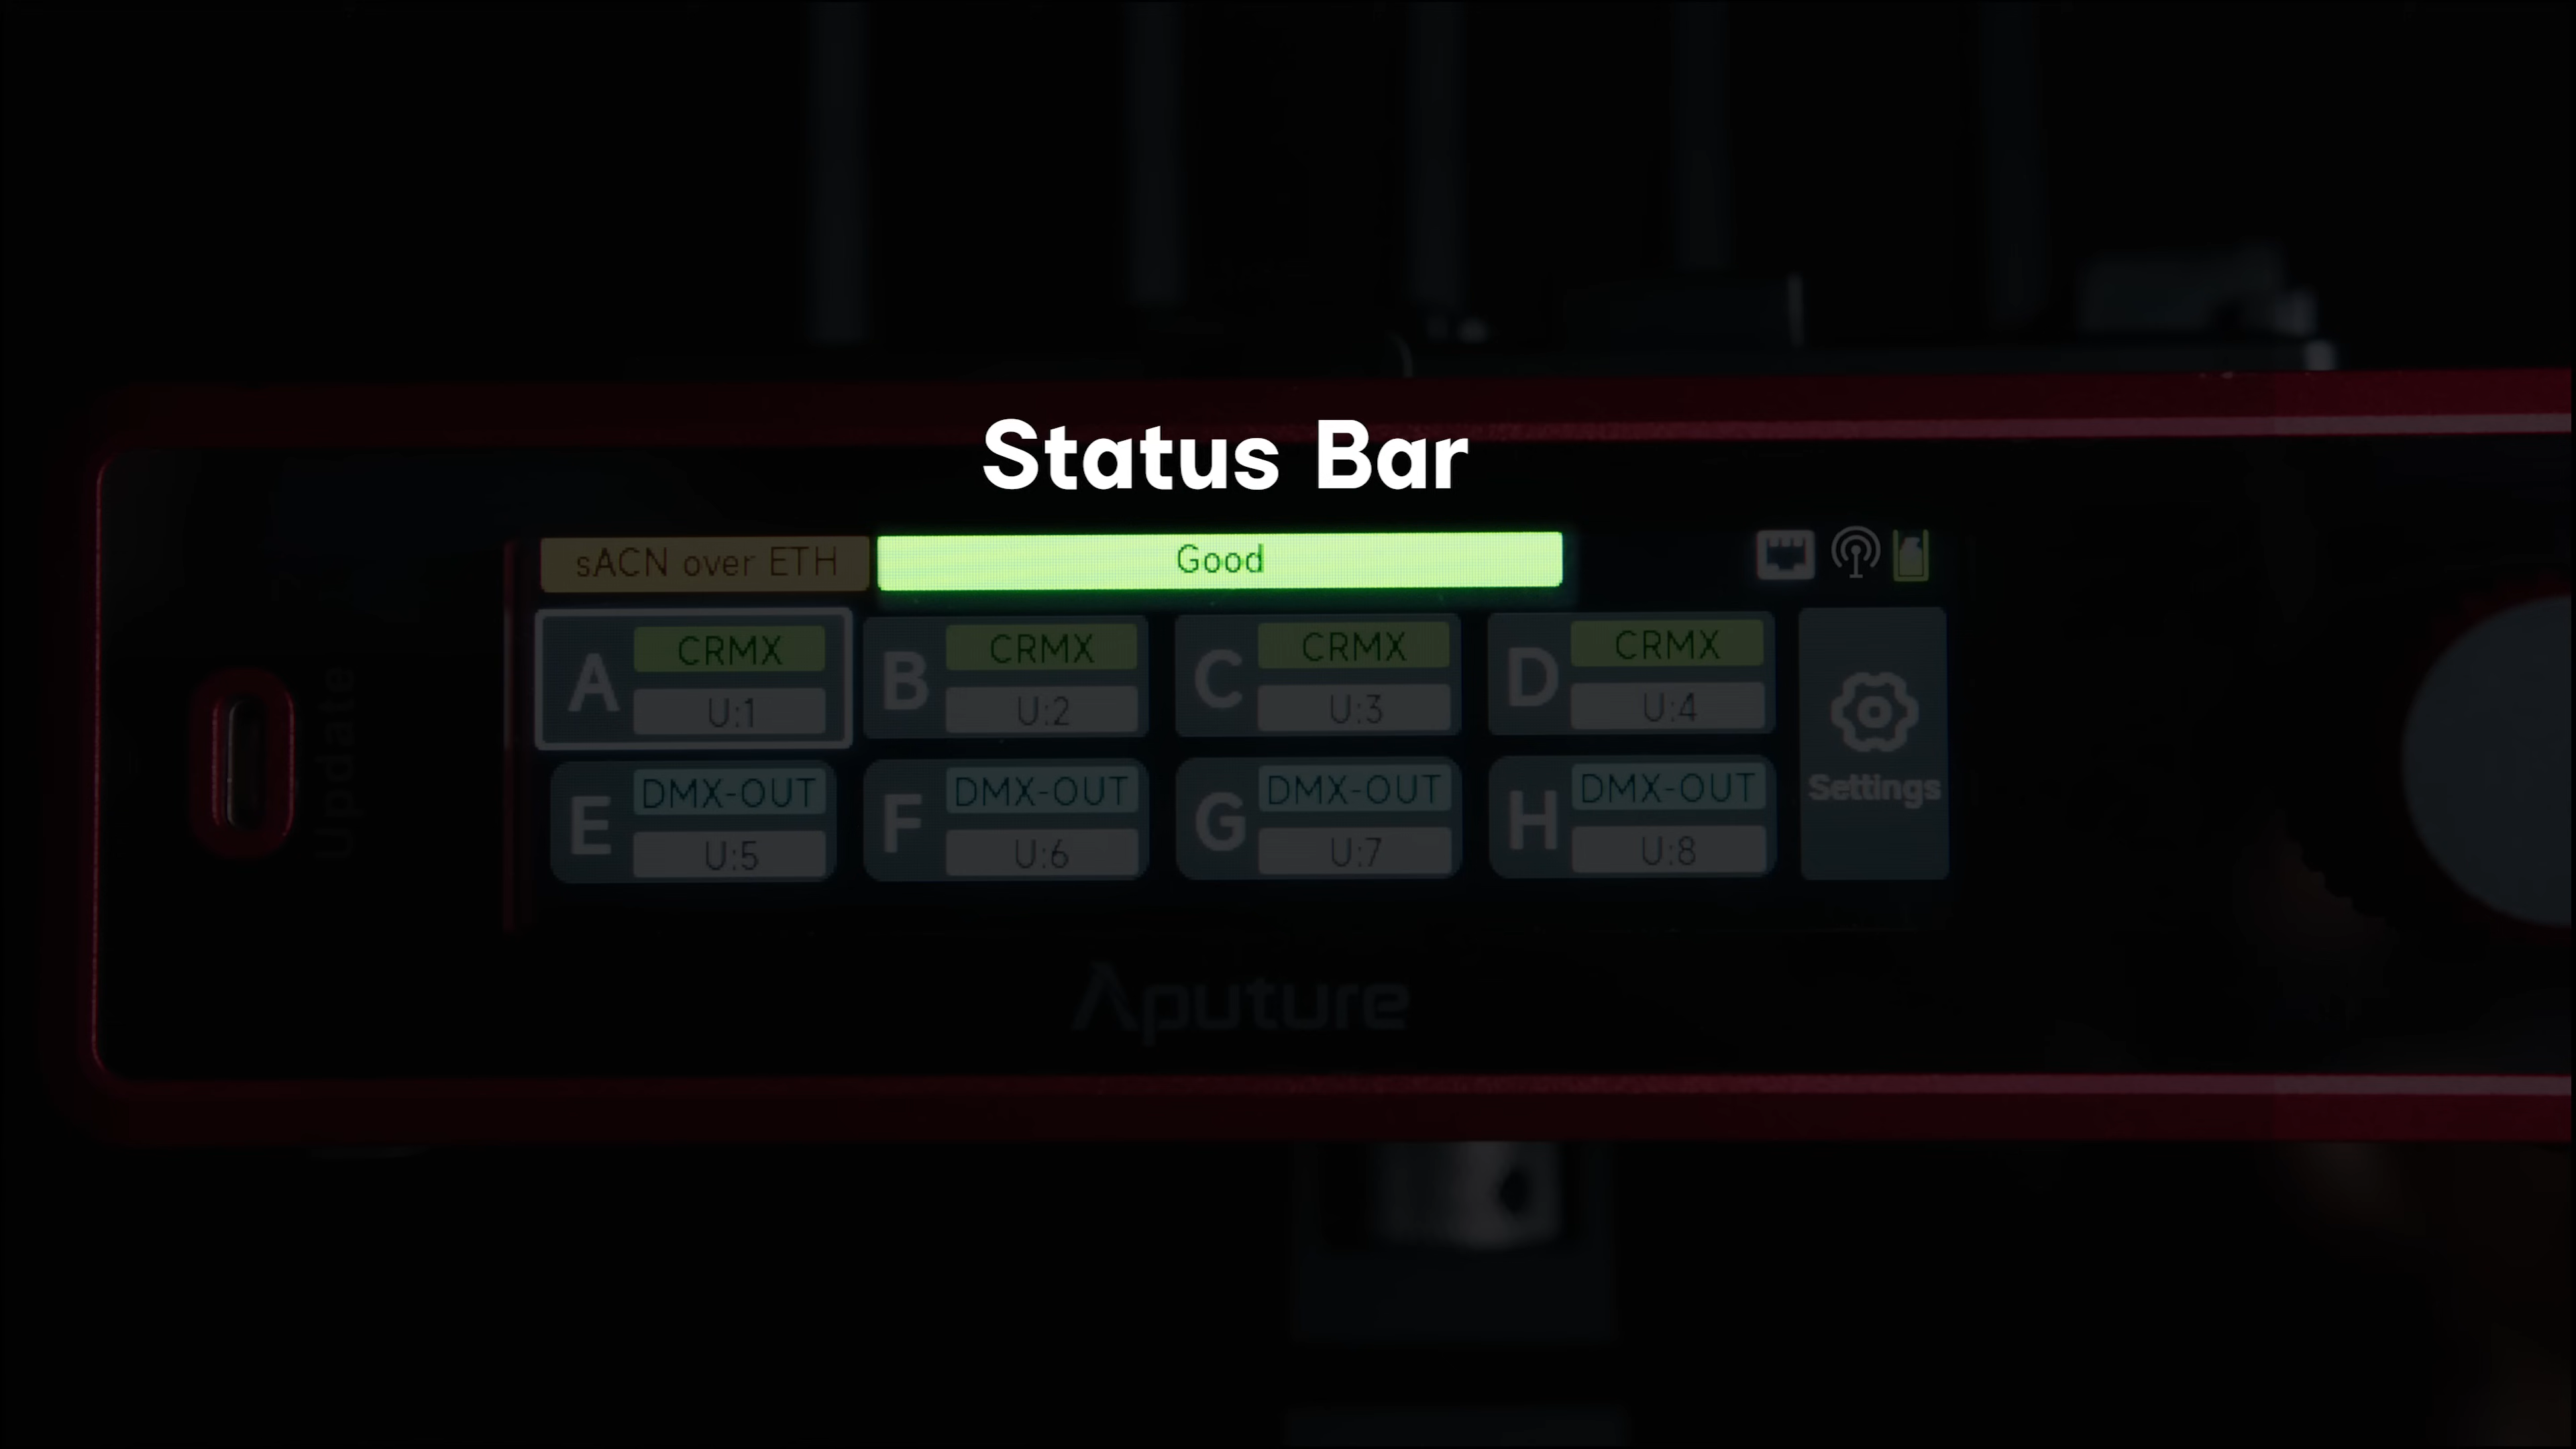 Status Bar
sACN over ETH
Good
A CRMX
U:1
B CRMX
U:2
C CRMX
U:3
D CRMX
U:4
Settings
E DMX-OUT
U:5
F DMX-OUT
U:6
G DMX-OUT
U:7
H DMX-OUT
U:8
Update
Aputure